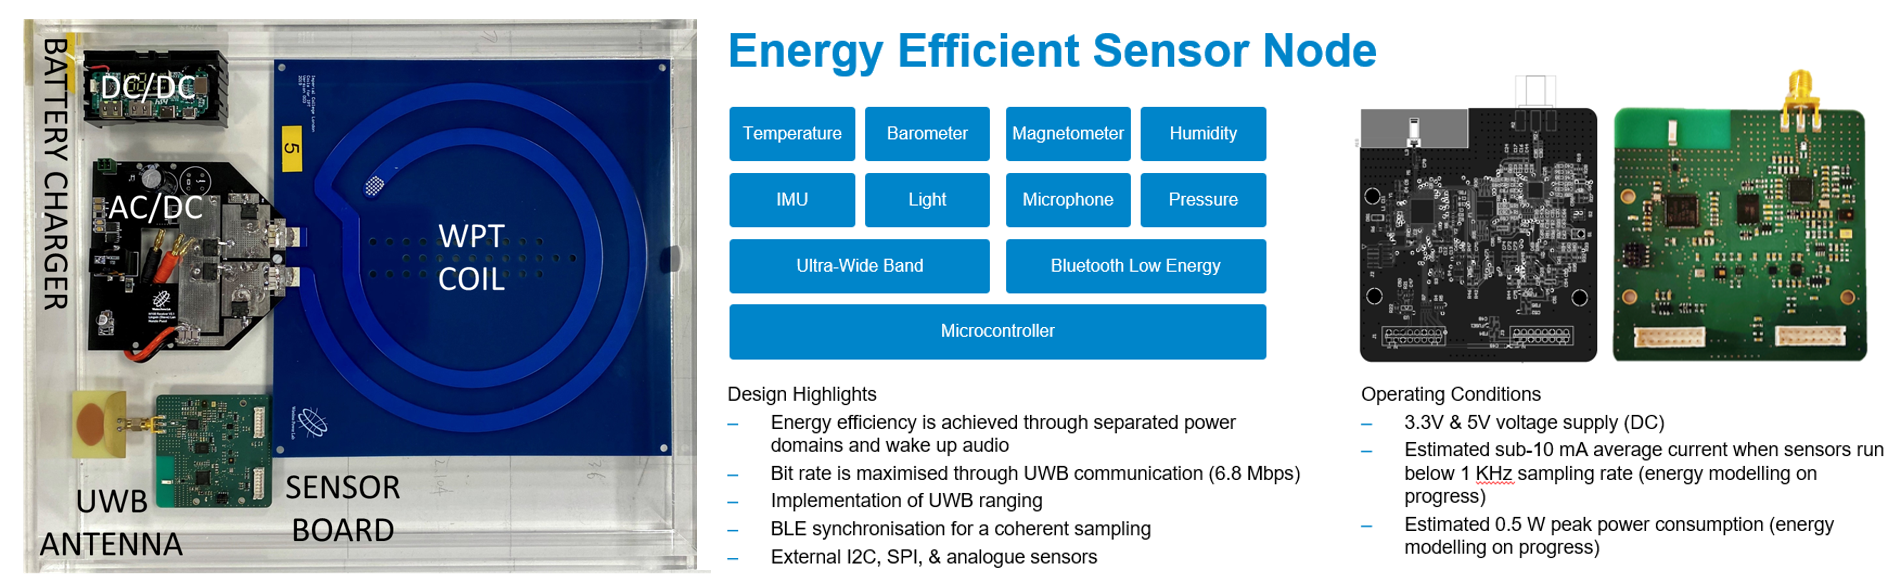 BATTERY CHARGER
DC/DC
AC/DC
5
WPT
COIL
UWB
ANTENNA
SENSOR
BOARD
Energy Efficient Sensor Node
Temperature
Barometer
Magnetometer
Humidity
IMU
Light
Microphone
Pressure
Ultra-Wide Band
Bluetooth Low Energy
Microcontroller
Design Highlights
– Energy efficiency is achieved through separated power
domains and wake up audio
– Bit rate is maximised through UWB communication (6.8 Mbps)
– Implementation of UWB ranging
– BLE synchronisation for a coherent sampling
– External I2C, SPI, & analogue sensors
Operating Conditions
– 3.3V & 5V voltage supply (DC)
– Estimated sub-10 mA average current when sensors run
below 1 KHz sampling rate (energy modelling on
progress)
– Estimated 0.5 W peak power consumption (energy
modelling on progress)